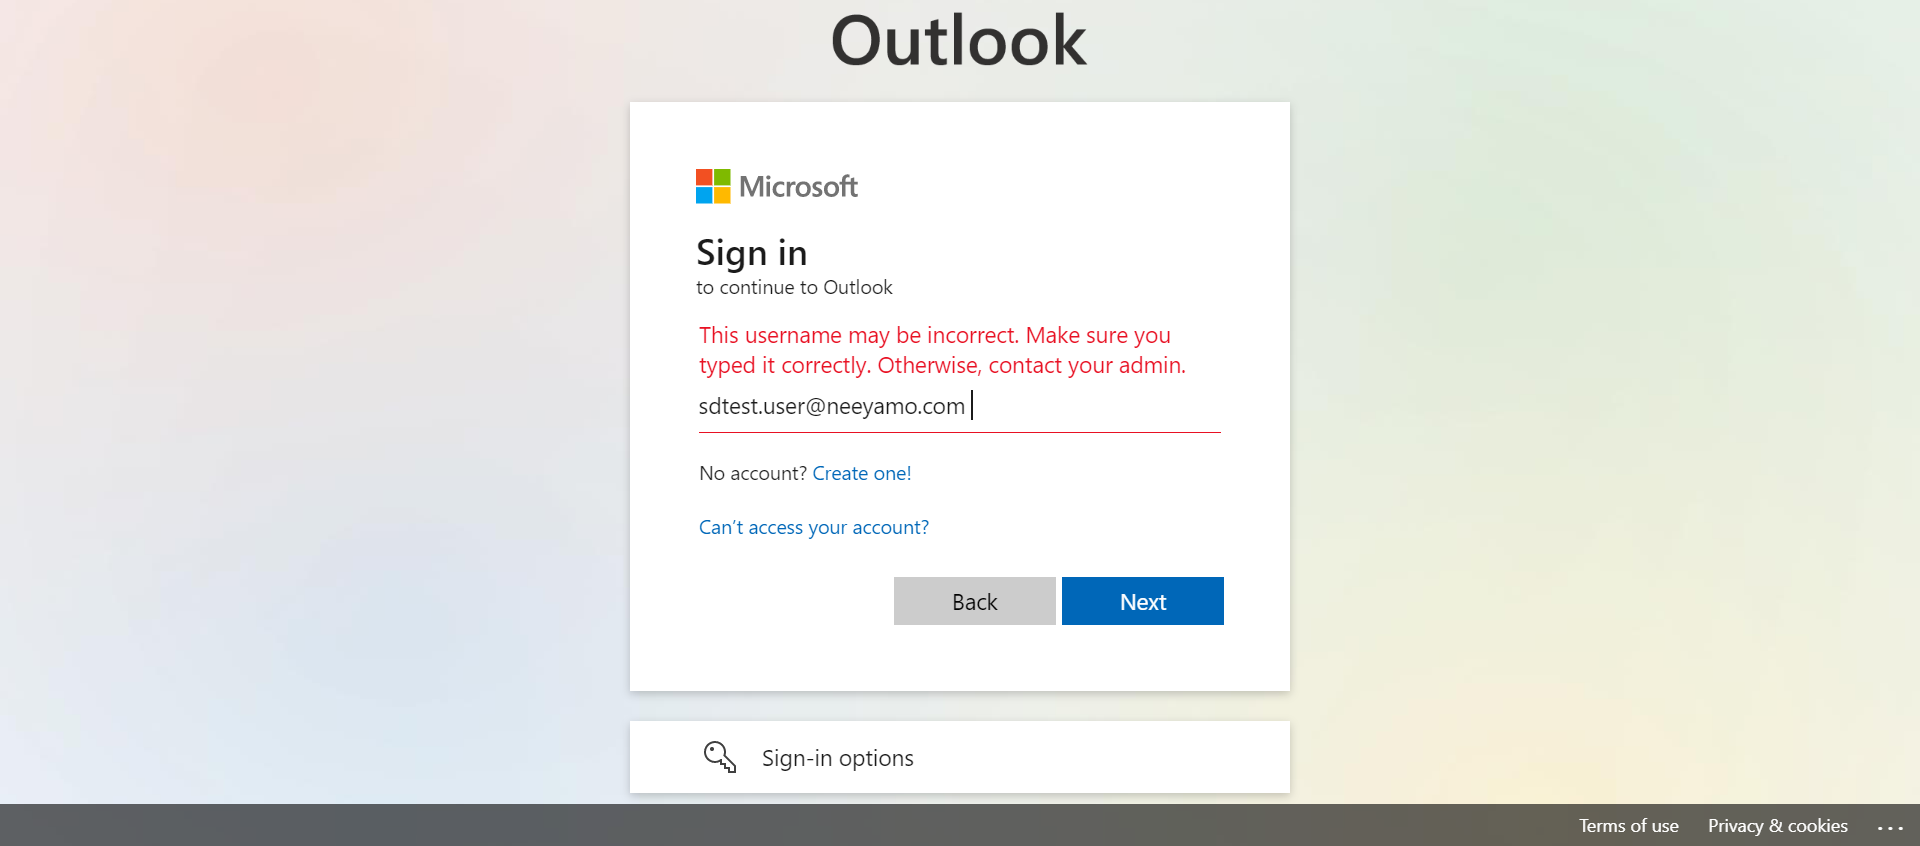 Outlook
Microsoft
Sign in
to continue to Outlook
This username may be incorrect. Make sure you
typed it correctly. Otherwise, contact your admin.
sdtest.user@neeyamo.com
No account? Create one!
Can't access your account?
Back Next
Sign-in options
Terms of use Privacy & cookies ...